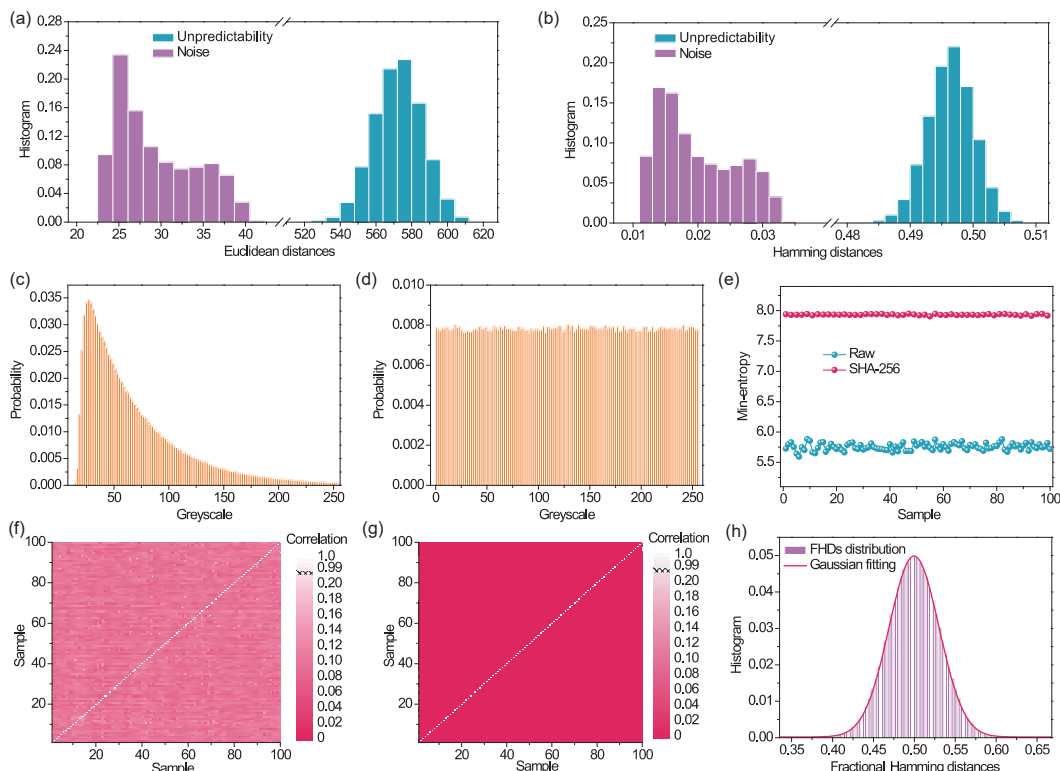 (a)
0.28
0.24
0.20
0.16
0.12
0.08
0.04
0.00
Histogram
Unpredictability
Noise
20 25 30 35 40 520 540 560 580 600 620
Euclidean distances
(b)
0.25
0.22
0.15
0.10
0.05
0.00
Histogram
Unpredictability
Noise
0.01 0.02 0.03 0.48 0.49 0.50 0.51
Hamming distances
(c)
0.035
0.030
0.025
0.020
0.015
0.010
0.005
0.000
Probability
50 100 150 200 250
Greyscale
(d)
0.010
0.008
0.006
0.004
0.002
0.000
Probability
0 50 100 150 200 250
Greyscale
(e)
8.0
7.5
7.0
6.5
6.0
5.5
Min-entropy
Raw
SHA-256
0 20 40 60 80 100
Sample
(f)
100
80
60
40
20
Sample
20 40 60 80 100
Sample
Correlation
1.0
0.99
0.20
0.18
0.16
0.14
0.12
0.10
0.08
0.06
0.04
0.02
0
(g)
100
80
60
40
20
Sample
20 40 60 80 100
Sample
Correlation
1.0
0.99
0.20
0.18
0.16
0.14
0.12
0.10
0.08
0.06
0.04
0.02
0
(h)
0.05
0.04
0.03
0.02
0.01
0.00
Histogram
FHDs distribution
Gaussian fitting
0.35 0.40 0.45 0.50 0.55 0.60 0.65
Fractional Hamming distances